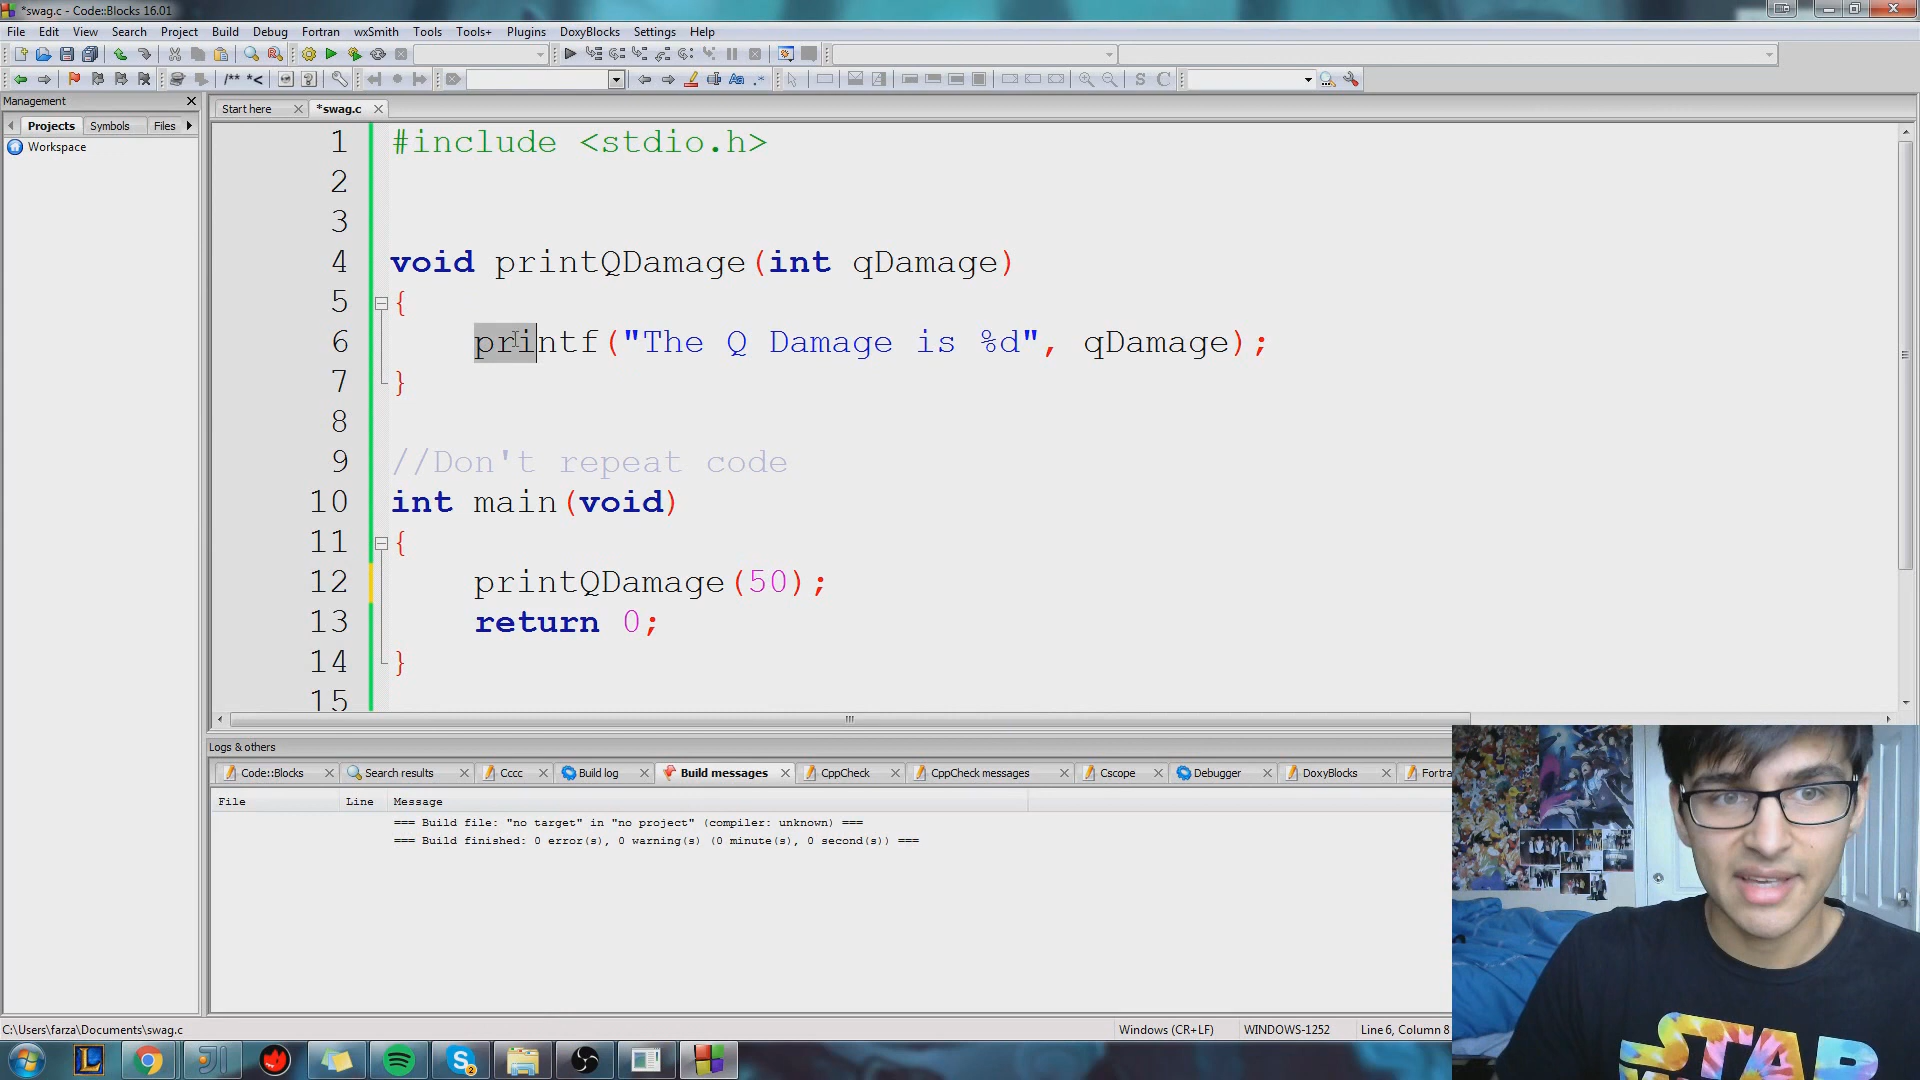 *swag.c - Code::Blocks 16.01
File Edit View Search Project Build Debug Fortran wxSmith Tools Tools+ Plugins DoxyBlocks Settings Help
/** *<
Aa .*
S C
Management
Start here *swag.c
Projects Symbols Files
Workspace
1 #include <stdio.h>
2
3
4 void printQDamage(int qDamage)
5 {
6 printf("The Q Damage is %d", qDamage);
7 }
8
9 //Don't repeat code
10 int main(void)
11 {
12 printQDamage(50);
13 return 0;
14 }
15
Logs & others
Code::Blocks Search results Cccc Build log Build messages CppCheck CppCheck messages Cscope Debugger DoxyBlocks Fortra
File Line Message
=== Build file: "no target" in "no project" (compiler: unknown) ===
=== Build finished: 0 error(s), 0 warning(s) (0 minute(s), 0 second(s)) ===
C:\Users\farza\Documents\swag.c Windows (CR+LF) WINDOWS-1252 Line 6, Column 8
STAR